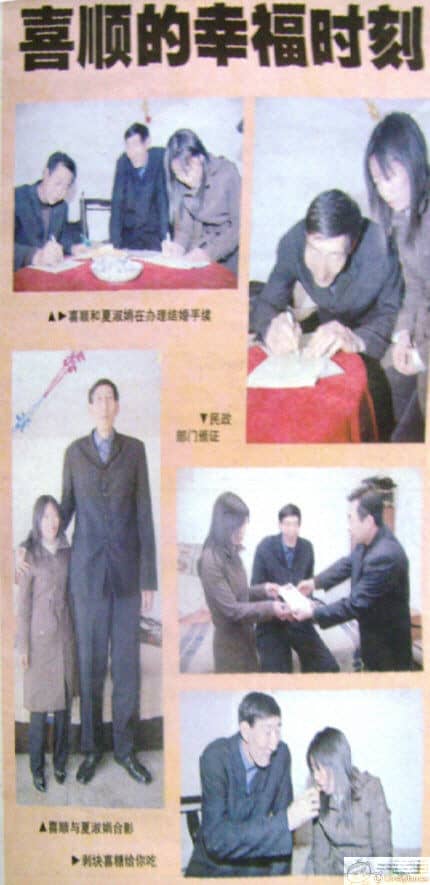 喜顺的幸福时刻
▲▶喜顺和夏淑娟在办理结婚手续
▼民政
部门颁证
▲喜顺与夏淑娟合影
▶剥块喜糖给你吃